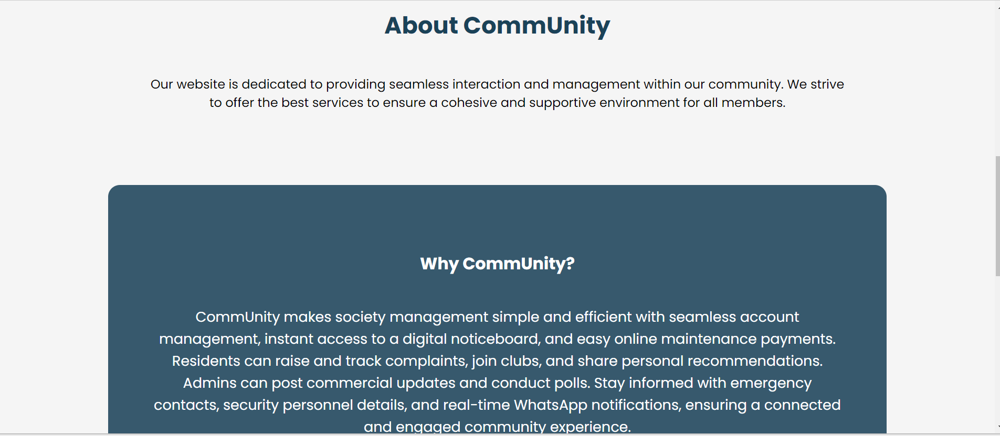 About CommUnity
Our website is dedicated to providing seamless interaction and management within our community. We strive
to offer the best services to ensure a cohesive and supportive environment for all members.
Why CommUnity?
CommUnity makes society management simple and efficient with seamless account
management, instant access to a digital noticeboard, and easy online maintenance payments.
Residents can raise and track complaints, join clubs, and share personal recommendations.
Admins can post commercial updates and conduct polls. Stay informed with emergency
contacts, security personnel details, and real-time WhatsApp notifications, ensuring a connected
and engaged community experience.